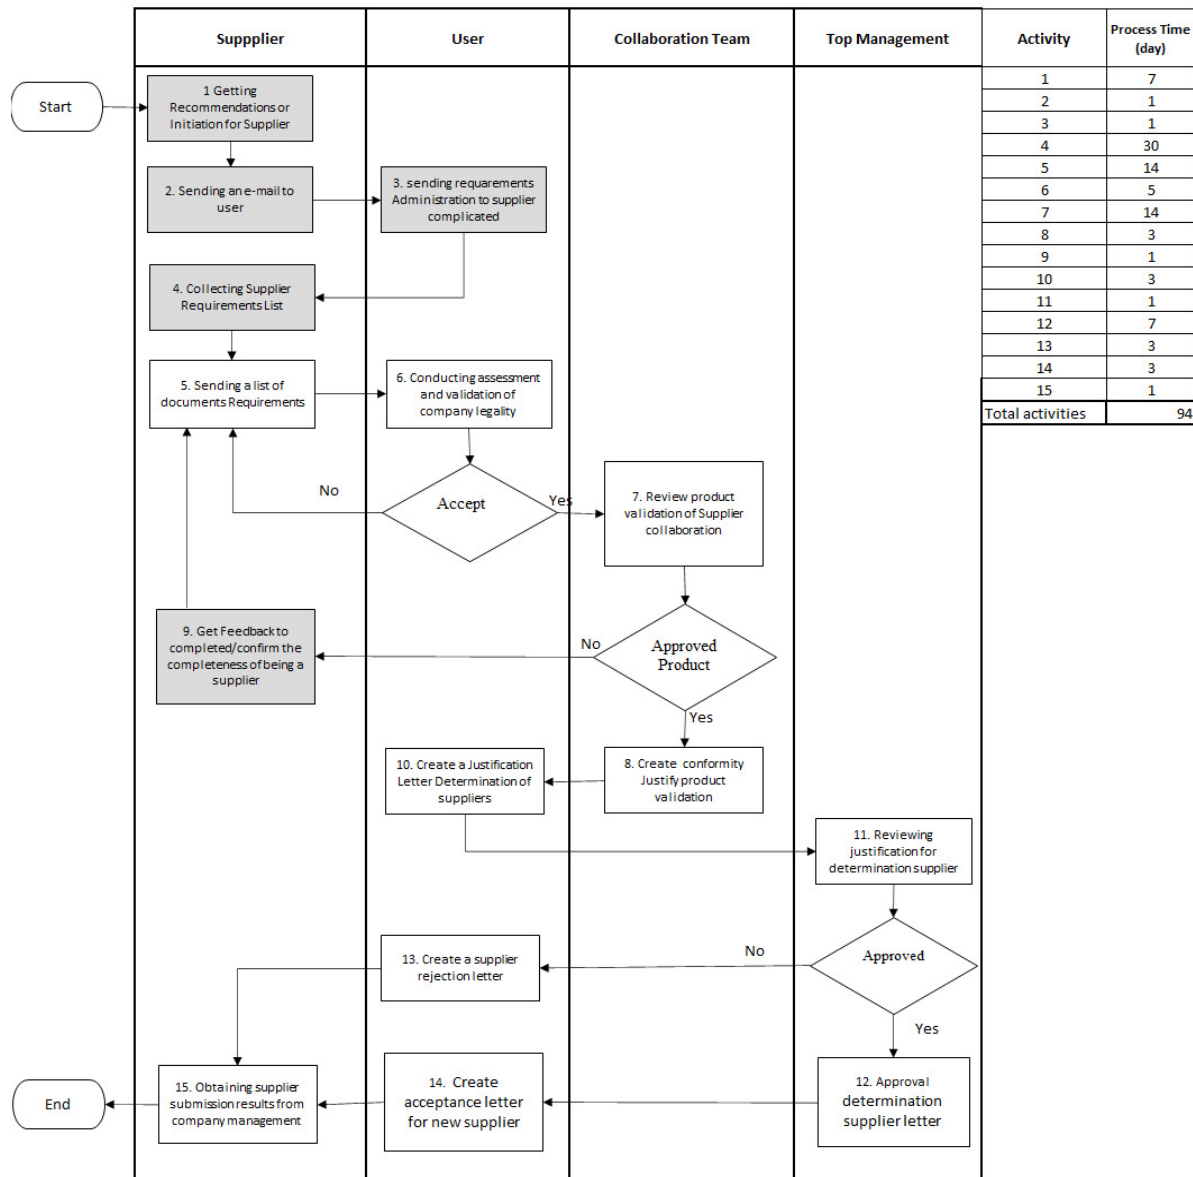 Suppplier
User
Collaboration Team
Top Management
Activity
Process Time
(day)
1 7
2 1
3 1
4 30
5 14
6 5
7 14
8 3
9 1
10 3
11 1
12 7
13 3
14 3
15 1
Total activities 94
Start
1 Getting
Recommendations or
Initiation for Supplier
2. Sending an e-mail to
user
3. sending requarements
Administration to supplier
complicated
4. Collecting Supplier
Requirements List
5. Sending a list of
documents Requirements
6. Conducting assessment
and validation of
company legality
No
Accept
Yes
7. Review product
validation of Supplier
collaboration
9. Get Feedback to
completed/confirm the
completeness of being a
supplier
No
Approved
Product
Yes
10. Create a Justification
Letter Determination of
suppliers
8. Create conformity
Justify product
validation
11. Reviewing
justification for
determination supplier
13. Create a supplier
rejection letter
No
Approved
Yes
End
15. Obtaining supplier
submission results from
company management
14. Create
acceptance letter
for new supplier
12. Approval
determination
supplier letter